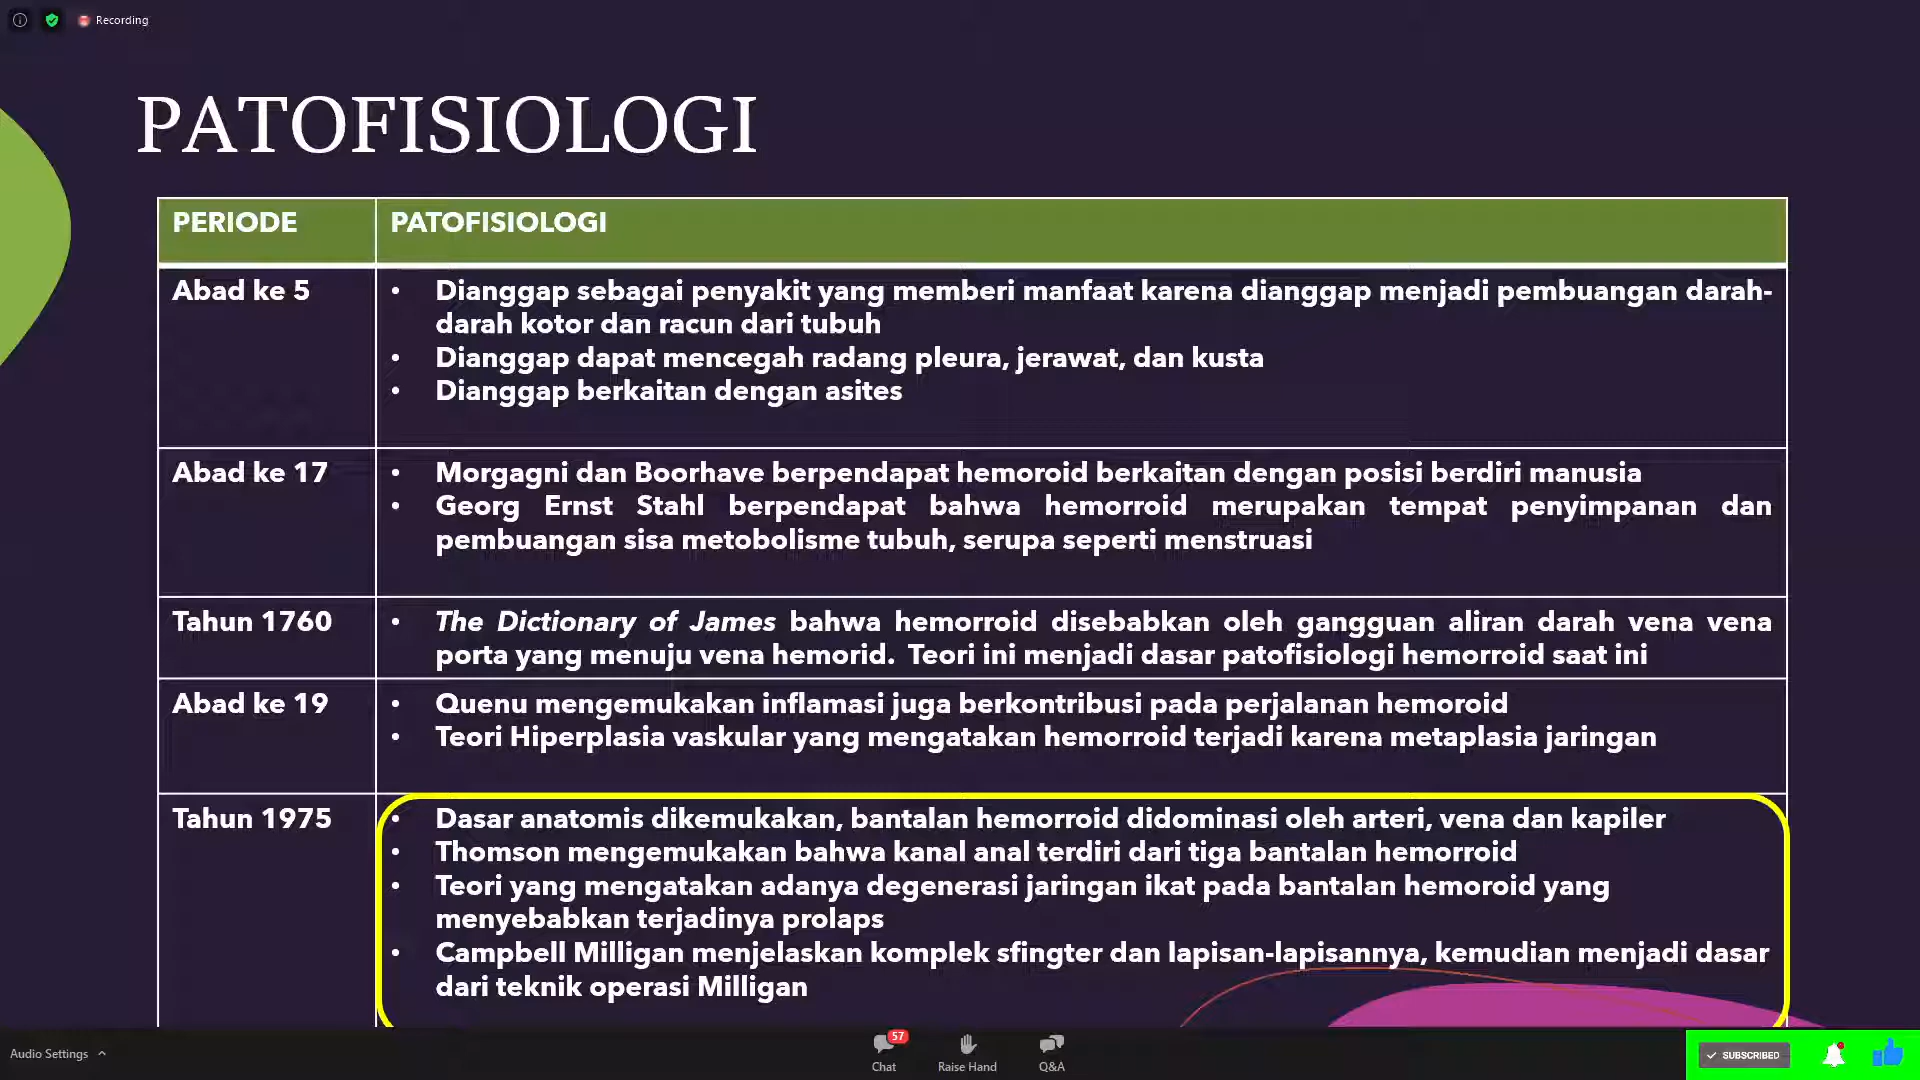 Recording
PATOFISIOLOGI
PERIODE
PATOFISIOLOGI
Abad ke 5
• Dianggap sebagai penyakit yang memberi manfaat karena dianggap menjadi pembuangan darah-
darah kotor dan racun dari tubuh
• Dianggap dapat mencegah radang pleura, jerawat, dan kusta
• Dianggap berkaitan dengan asites
Abad ke 17
• Morgagni dan Boorhave berpendapat hemoroid berkaitan dengan posisi berdiri manusia
• Georg Ernst Stahl berpendapat bahwa hemorroid merupakan tempat penyimpanan dan
pembuangan sisa metobolisme tubuh, serupa seperti menstruasi
Tahun 1760
• The Dictionary of James bahwa hemorroid disebabkan oleh gangguan aliran darah vena vena
porta yang menuju vena hemorid. Teori ini menjadi dasar patofisiologi hemorroid saat ini
Abad ke 19
• Quenu mengemukakan inflamasi juga berkontribusi pada perjalanan hemoroid
• Teori Hiperplasia vaskular yang mengatakan hemorroid terjadi karena metaplasia jaringan
Tahun 1975
• Dasar anatomis dikemukakan, bantalan hemorroid didominasi oleh arteri, vena dan kapiler
• Thomson mengemukakan bahwa kanal anal terdiri dari tiga bantalan hemorroid
• Teori yang mengatakan adanya degenerasi jaringan ikat pada bantalan hemoroid yang
menyebabkan terjadinya prolaps
• Campbell Milligan menjelaskan komplek sfingter dan lapisan-lapisannya, kemudian menjadi dasar
dari teknik operasi Milligan
Audio Settings
57
Chat
Raise Hand
Q&A
SUBSCRIBED